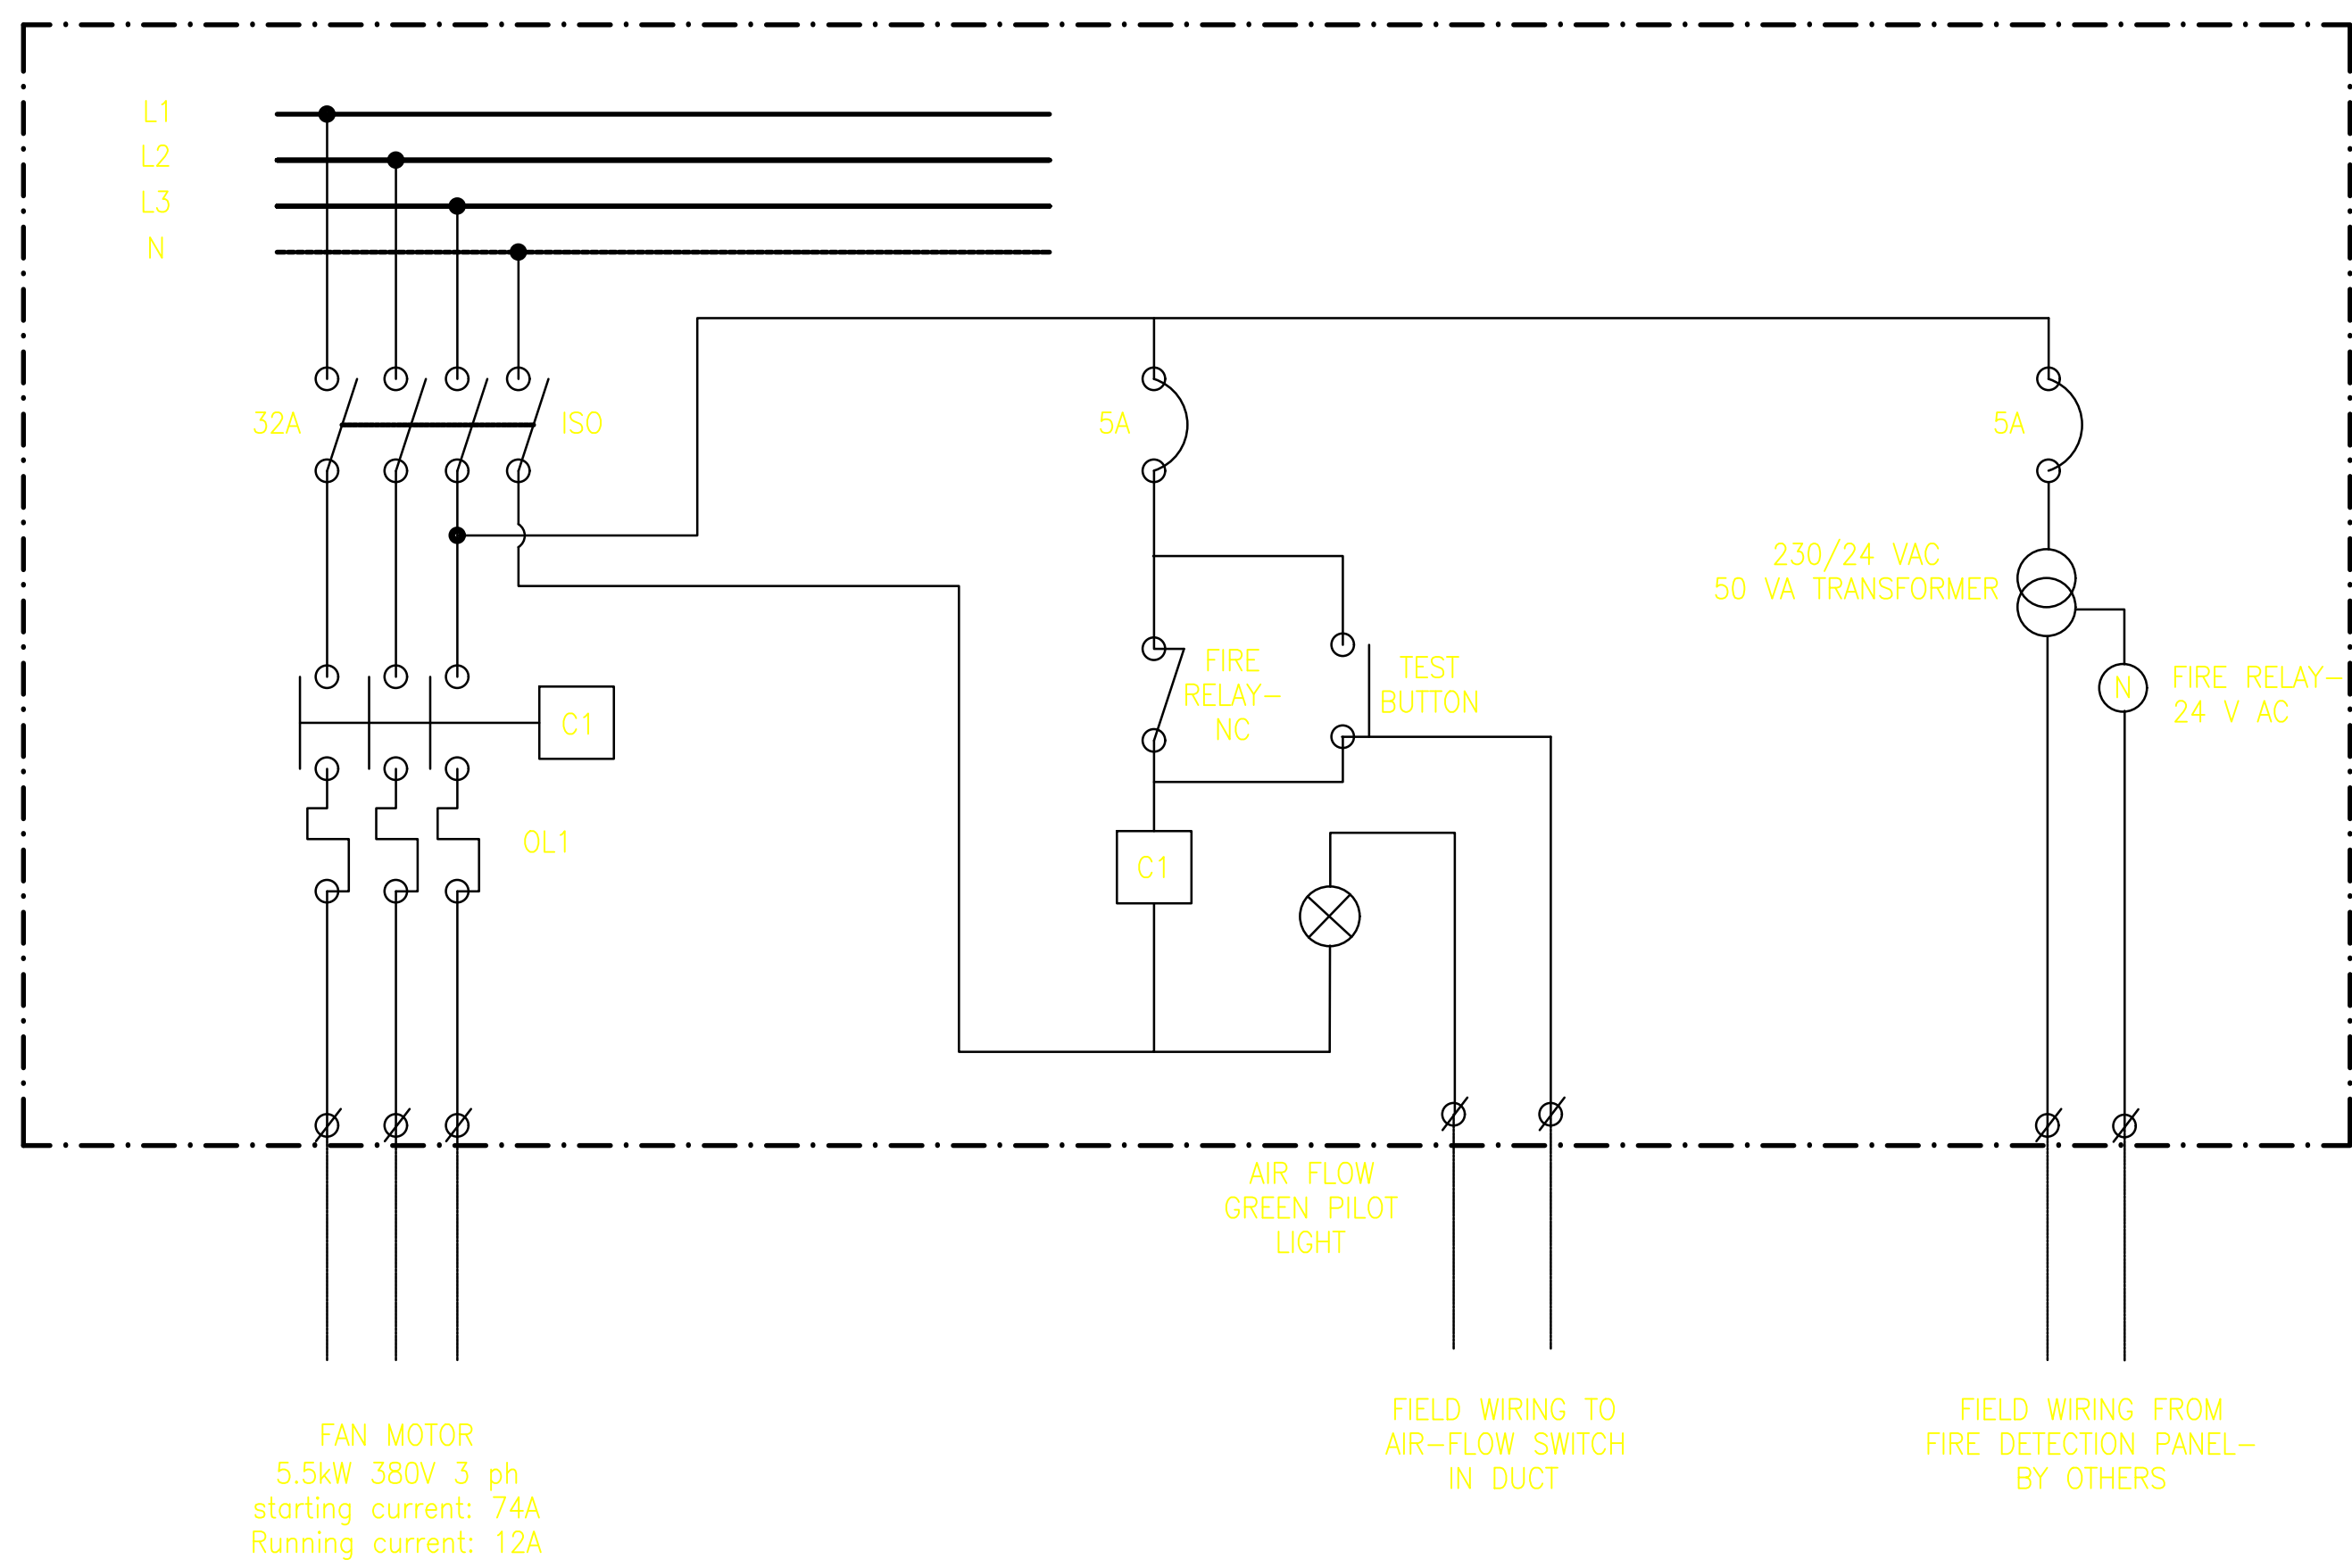 L1
L2
L3
N
32A
ISO
5A
5A
230/24 VAC
50 VA TRANSFORMER
FIRE
RELAY-
NC
TEST
BUTTON
N
FIRE RELAY-
24 V AC
C1
OL1
C1
AIR FLOW
GREEN PILOT
LIGHT
FIELD WIRING TO
AIR-FLOW SWITCH
IN DUCT
FIELD WIRING FROM
FIRE DETECTION PANEL-
BY OTHERS
FAN MOTOR
5.5kW 380V 3 ph
starting current: 74A
Running current: 12A